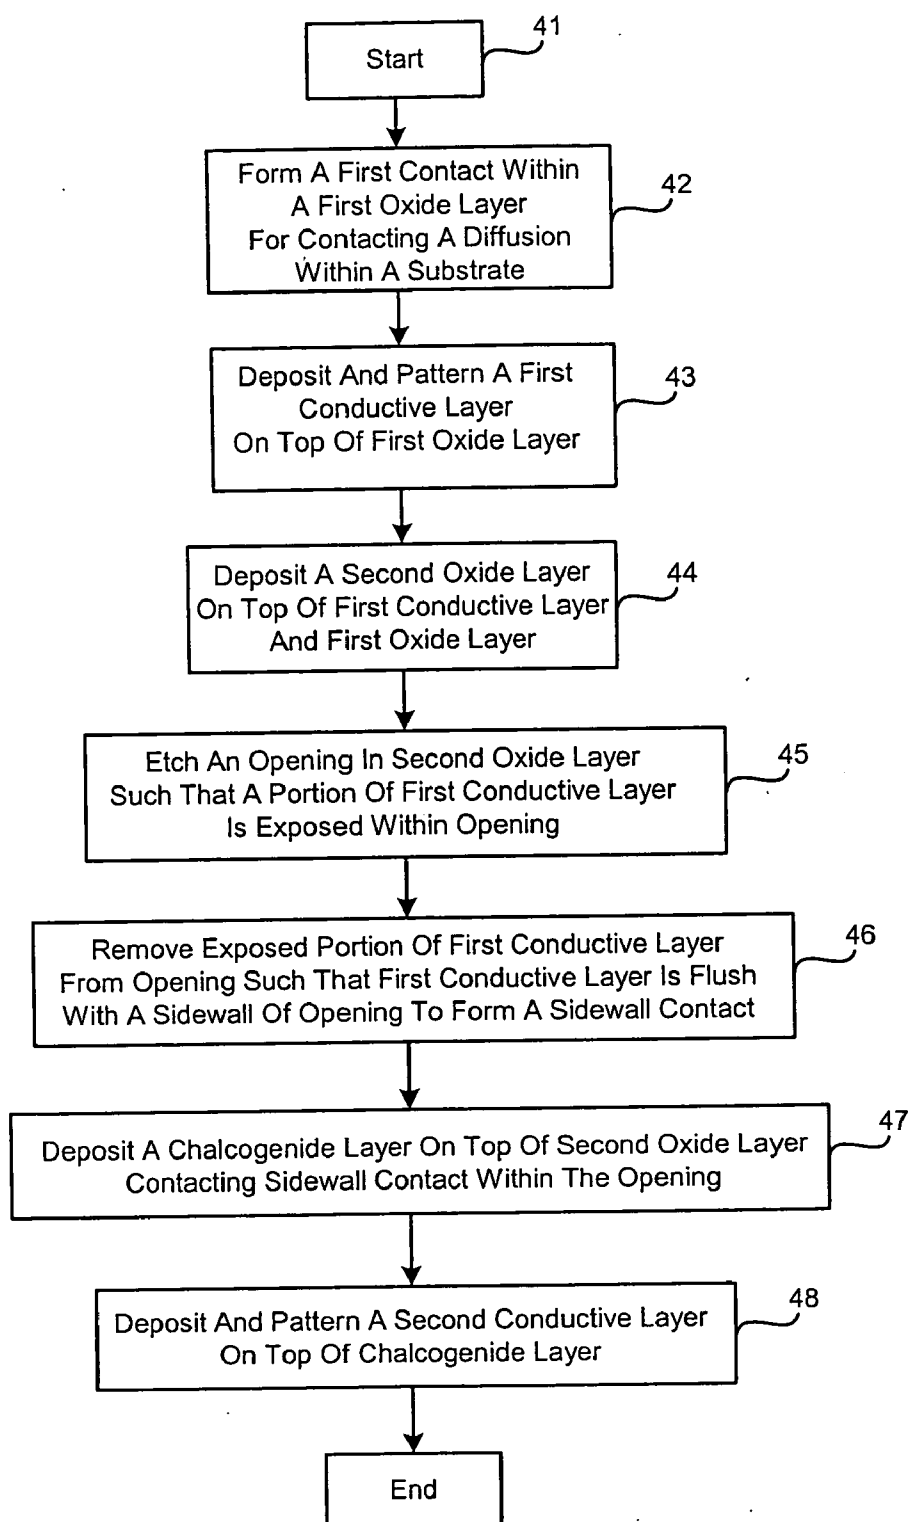 41
Start
Form A First Contact Within
A First Oxide Layer
For Contacting A Diffusion
Within A Substrate
42
Deposit And Pattern A First
Conductive Layer
On Top Of First Oxide Layer
43
Deposit A Second Oxide Layer
On Top Of First Conductive Layer
And First Oxide Layer
44
Etch An Opening In Second Oxide Layer
Such That A Portion Of First Conductive Layer
Is Exposed Within Opening
45
Remove Exposed Portion Of First Conductive Layer
From Opening Such That First Conductive Layer Is Flush
With A Sidewall Of Opening To Form A Sidewall Contact
46
Deposit A Chalcogenide Layer On Top Of Second Oxide Layer
Contacting Sidewall Contact Within The Opening
47
Deposit And Pattern A Second Conductive Layer
On Top Of Chalcogenide Layer
48
End